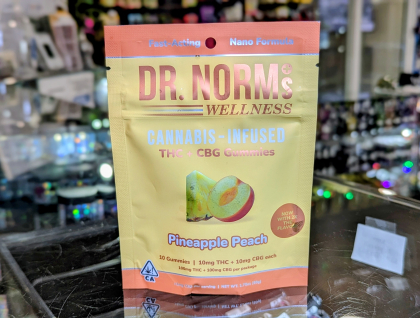 Fast-Acting Nano Formula
DR. NORM's
WELLNESS
CANNABIS-INFUSED
THC + CBG Gummies
Pineapple Peach
10 Gummies | 10mg THC + 10mg CBG each
100mg THC + 100mg CBG per package
CA